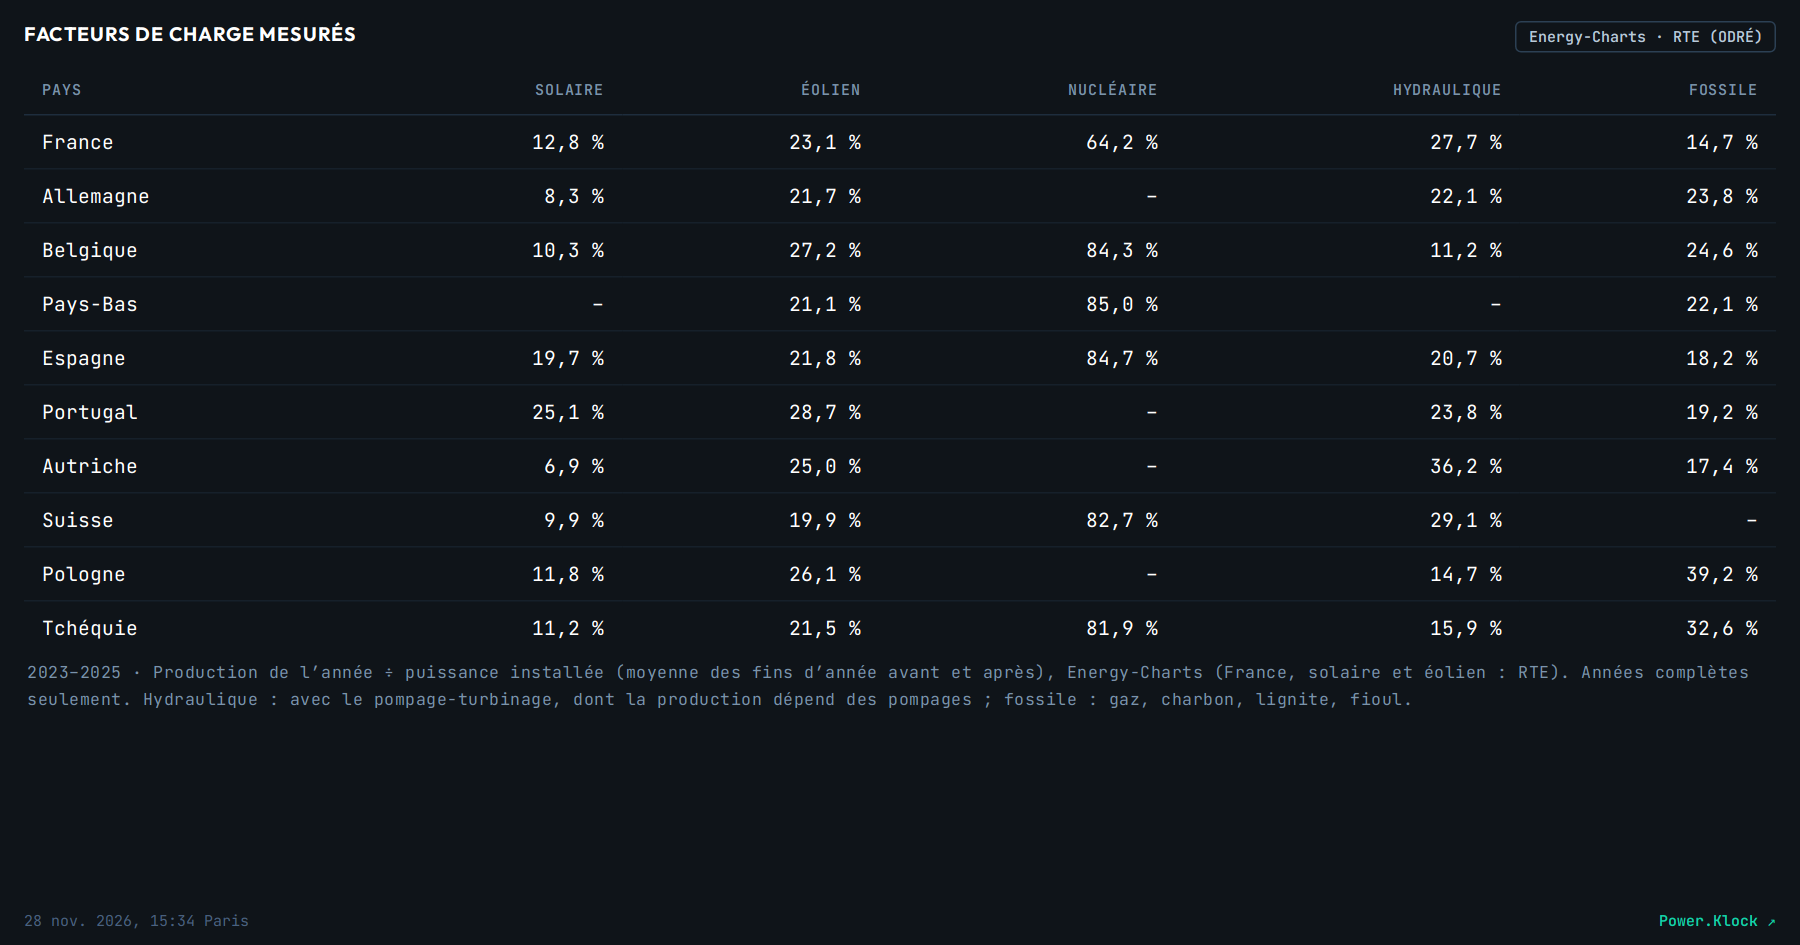 FACTEURS DE CHARGE MESURÉS
Energy-Charts · RTE (ODRÉ)
PAYS SOLAIRE ÉOLIEN NUCLÉAIRE HYDRAULIQUE FOSSILE
France 12,8 % 23,1 % 64,2 % 27,7 % 14,7 %
Allemagne 8,3 % 21,7 % – 22,1 % 23,8 %
Belgique 10,3 % 27,2 % 84,3 % 11,2 % 24,6 %
Pays-Bas – 21,1 % 85,0 % – 22,1 %
Espagne 19,7 % 21,8 % 84,7 % 20,7 % 18,2 %
Portugal 25,1 % 28,7 % – 23,8 % 19,2 %
Autriche 6,9 % 25,0 % – 36,2 % 17,4 %
Suisse 9,9 % 19,9 % 82,7 % 29,1 % –
Pologne 11,8 % 26,1 % – 14,7 % 39,2 %
Tchéquie 11,2 % 21,5 % 81,9 % 15,9 % 32,6 %
2023–2025 · Production de l’année ÷ puissance installée (moyenne des fins d’année avant et après), Energy-Charts (France, solaire et éolien : RTE). Années complètes
seulement. Hydraulique : avec le pompage-turbinage, dont la production dépend des pompages ; fossile : gaz, charbon, lignite, fioul.
28 nov. 2026, 15:34 Paris
Power.Klock ↗